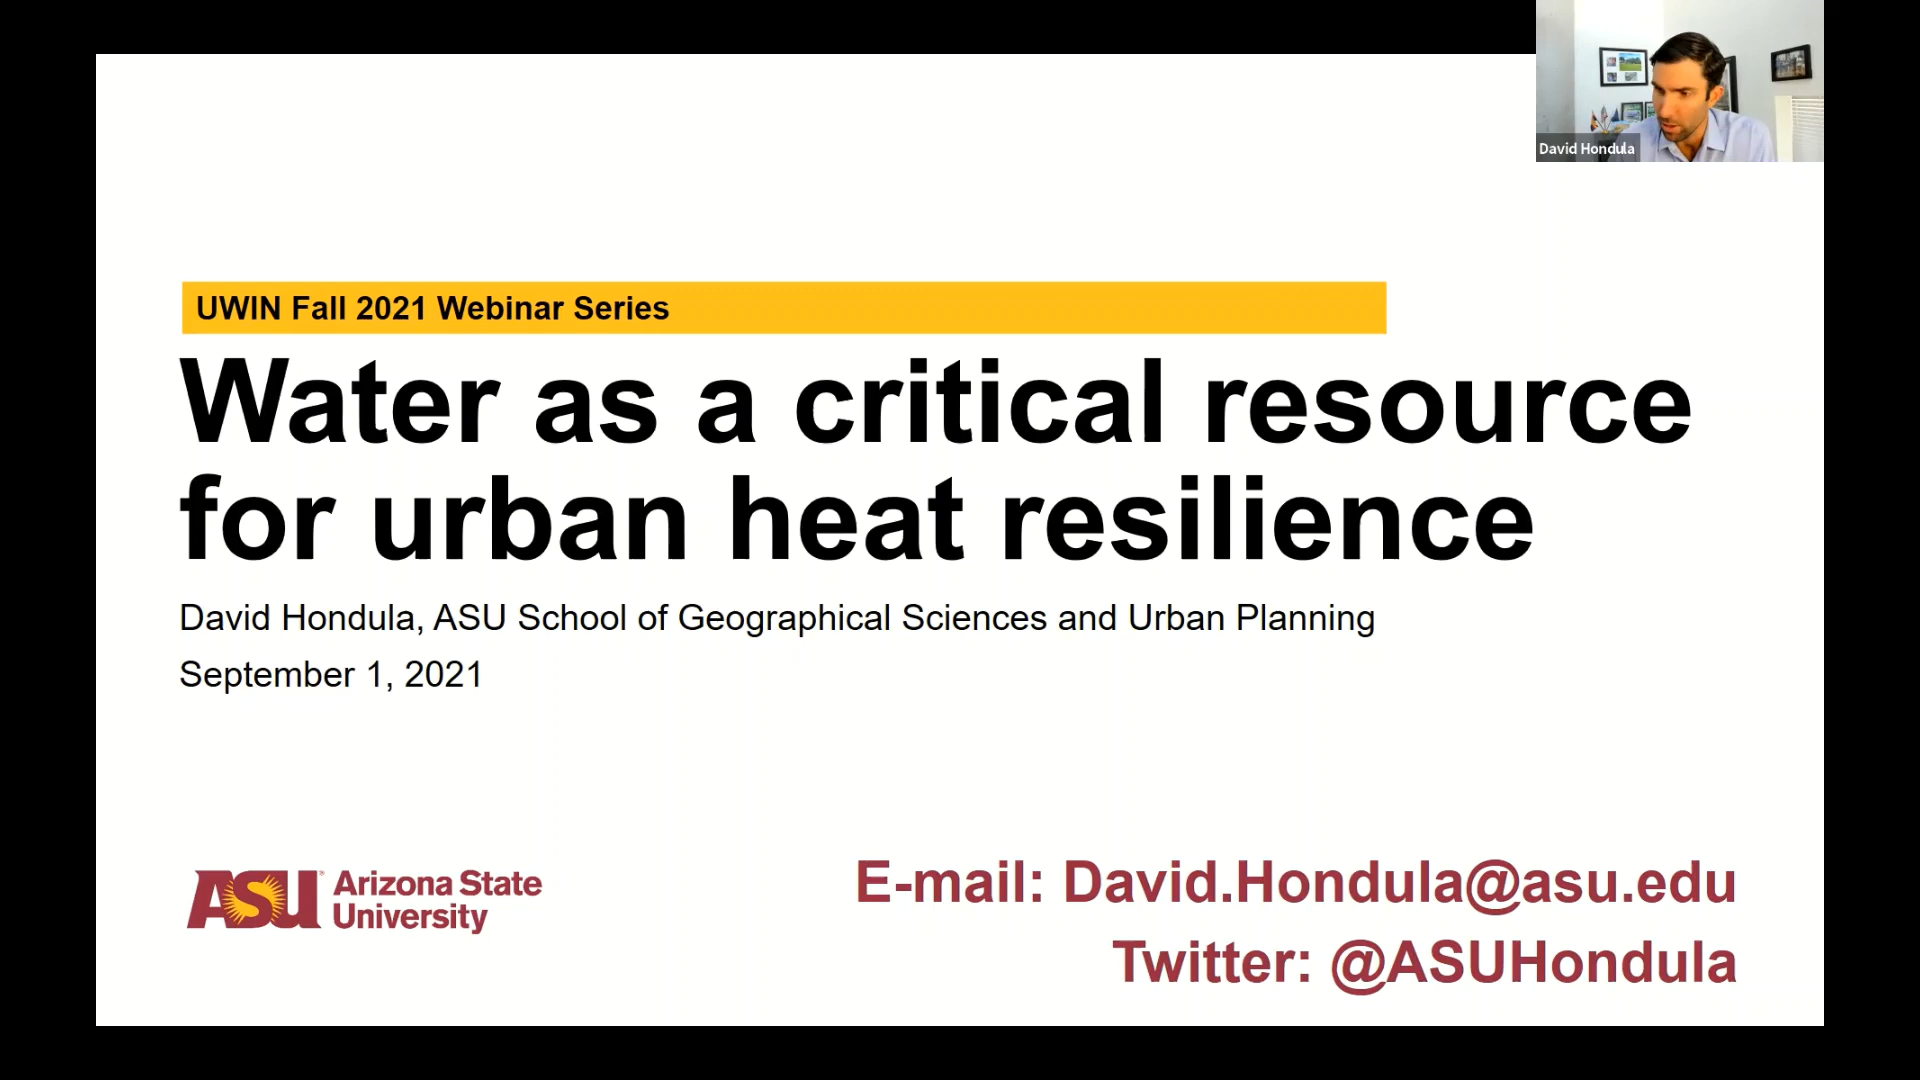 David Hondula
UWIN Fall 2021 Webinar Series
Water as a critical resource
for urban heat resilience
David Hondula, ASU School of Geographical Sciences and Urban Planning
September 1, 2021
ASU Arizona State
University
E-mail: David.Hondula@asu.edu
Twitter: @ASUHondula